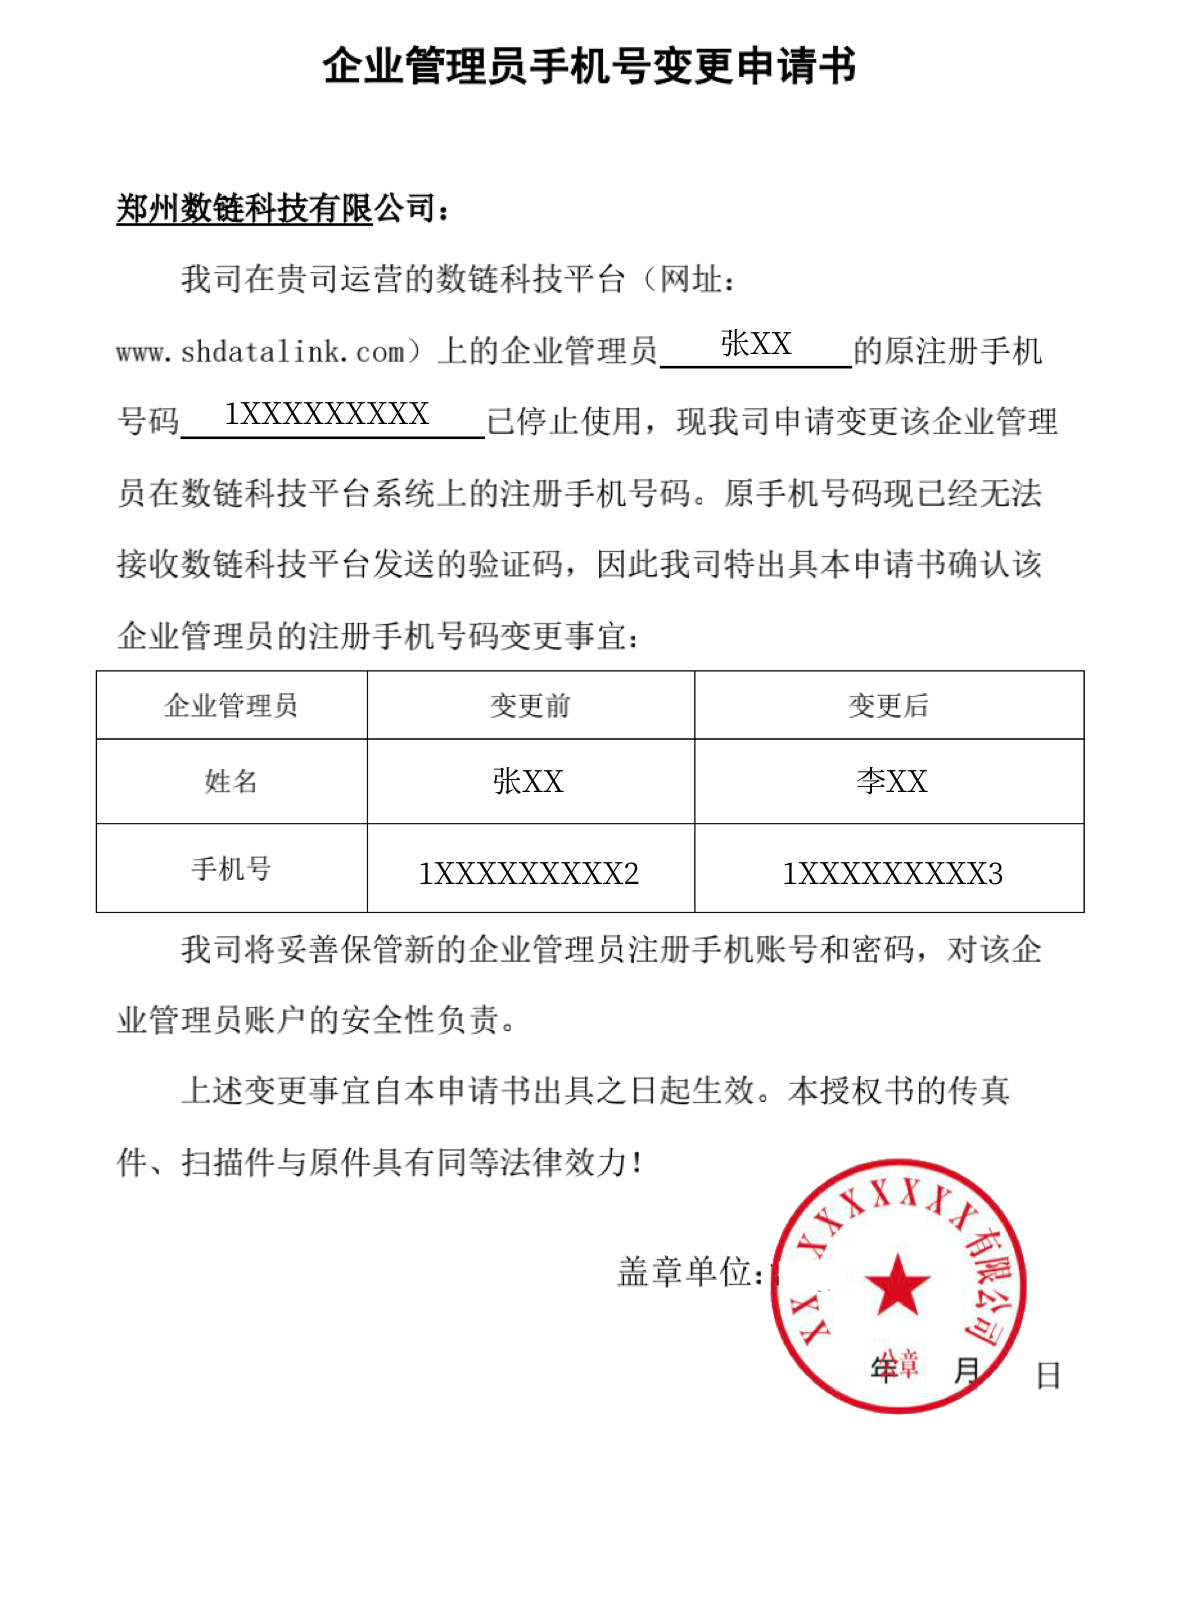 企业管理员手机号变更申请书
郑州数链科技有限公司：
我司在贵司运营的数链科技平台（网址：
www.shdatalink.com）上的企业管理员 张XX 的原注册手机
号码 1XXXXXXXXX 已停止使用，现我司申请变更该企业管理
员在数链科技平台系统上的注册手机号码。原手机号码现已经无法
接收数链科技平台发送的验证码，因此我司特出具本申请书确认该
企业管理员的注册手机号码变更事宜：
企业管理员 变更前 变更后
姓名 张XX 李XX
手机号 1XXXXXXXXX2 1XXXXXXXXX3
我司将妥善保管新的企业管理员注册手机账号和密码，对该企
业管理员账户的安全性负责。
上述变更事宜自本申请书出具之日起生效。本授权书的传真
件、扫描件与原件具有同等法律效力！
盖章单位：
XX XXXXXXX有限公司
公章
年 月 日